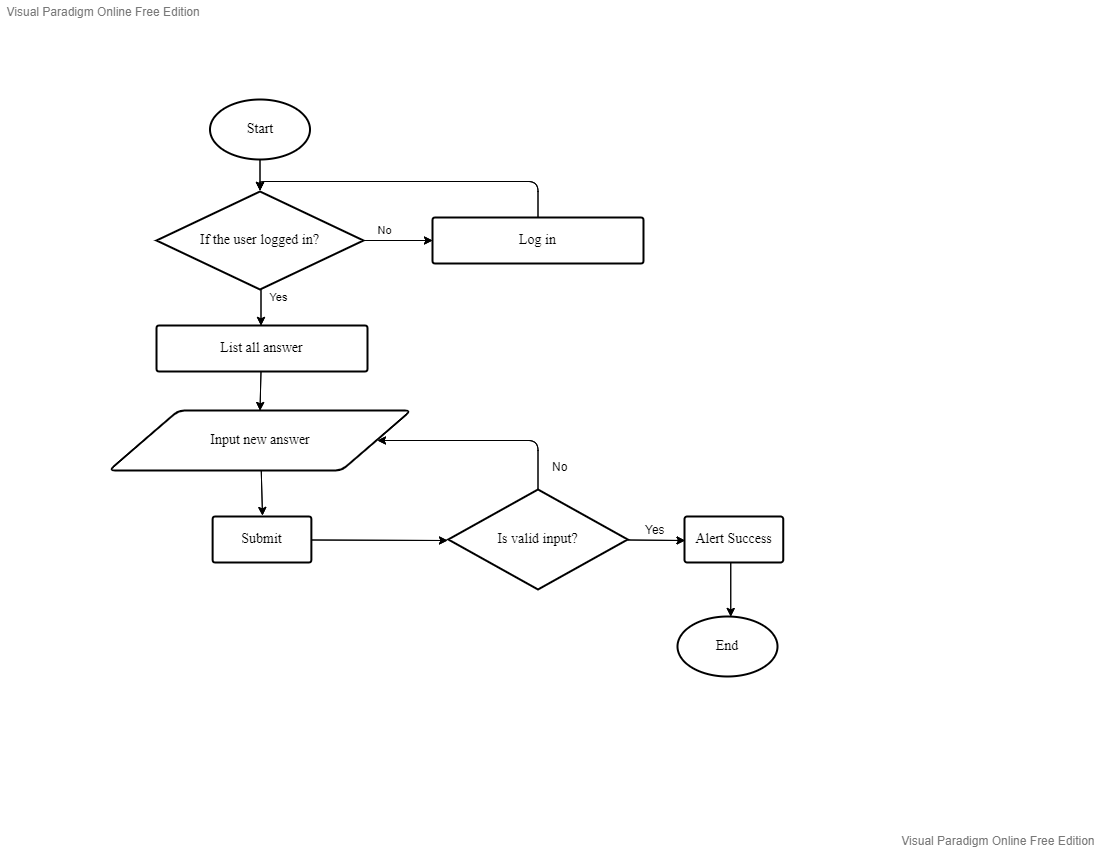 Visual Paradigm Online Free Edition
Start
If the user logged in?
No
Log in
Yes
List all answer
Input new answer
No
Submit
Is valid input?
Yes
Alert Success
End
Visual Paradigm Online Free Edition